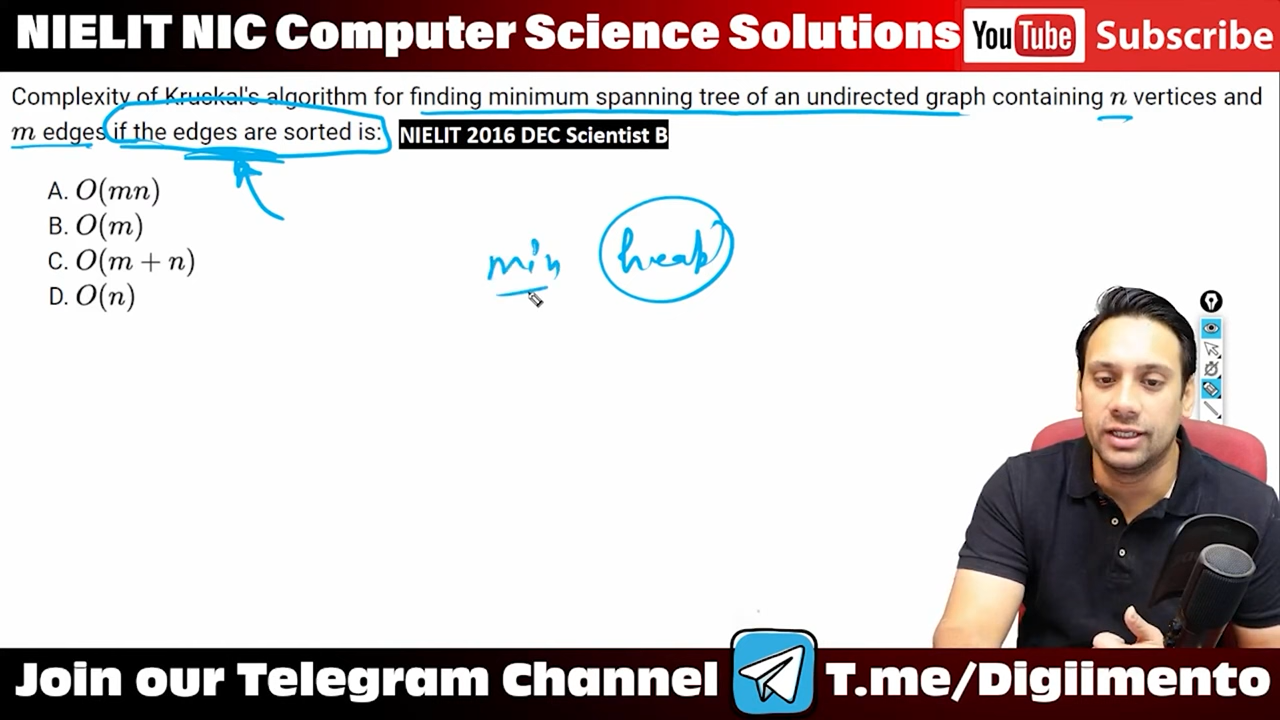 NIELIT NIC Computer Science Solutions YouTube Subscribe
Complexity of Kruskal's algorithm for finding minimum spanning tree of an undirected graph containing n vertices and
m edges if the edges are sorted is: NIELIT 2016 DEC Scientist B
A. O(mn)
B. O(m)
C. O(m + n)
D. O(n)
min heap
Join our Telegram Channel T.me/Digiimento